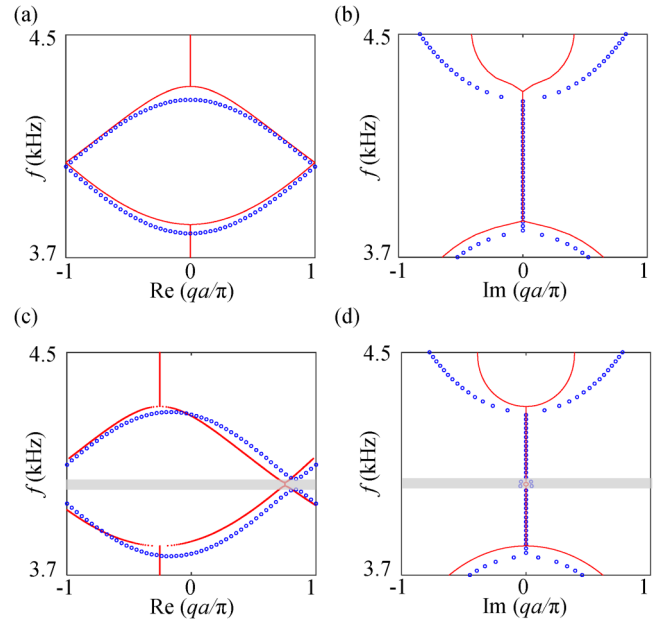 (a)
4.5
f (kHz)
3.7
-1 0 1
Re (qa/π)
(b)
4.5
f (kHz)
3.7
-1 0 1
Im (qa/π)
(c)
4.5
f (kHz)
3.7
-1 0 1
Re (qa/π)
(d)
4.5
f (kHz)
3.7
-1 0 1
Im (qa/π)